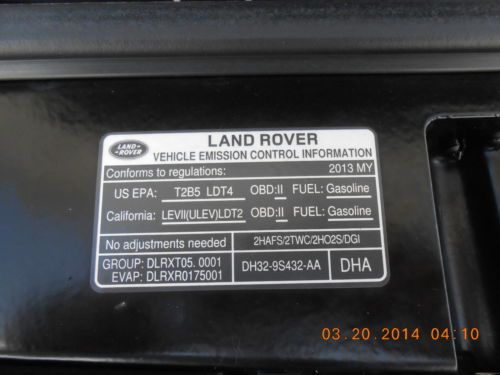 LAND-
-ROVER
LAND ROVER
VEHICLE EMISSION CONTROL INFORMATION
Conforms to regulations: 2013 MY
US EPA: T2B5 LDT4 OBD:II FUEL: Gasoline
California: LEVII(ULEV)LDT2 OBD:II FUEL: Gasoline
No adjustments needed 2HAFS/2TWC/2HO2S/DGI
GROUP: DLRXT05.0001 DH32-9S432-AA DHA
EVAP: DLRXR0175001
03.20.2014 04:10